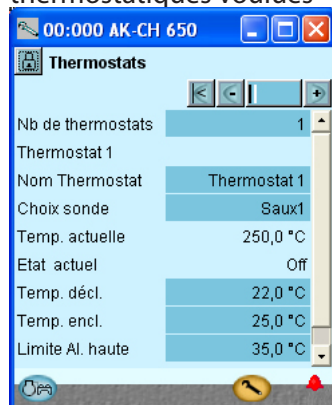 thermostatiques voulues
00:000 AK-CH 650
Thermostats
Nb de thermostats 1
Thermostat 1
Nom Thermostat Thermostat 1
Choix sonde Saux1
Temp. actuelle 250,0 °C
Etat actuel Off
Temp. décl. 22,0 °C
Temp. encl. 25,0 °C
Limite Al. haute 35,0 °C